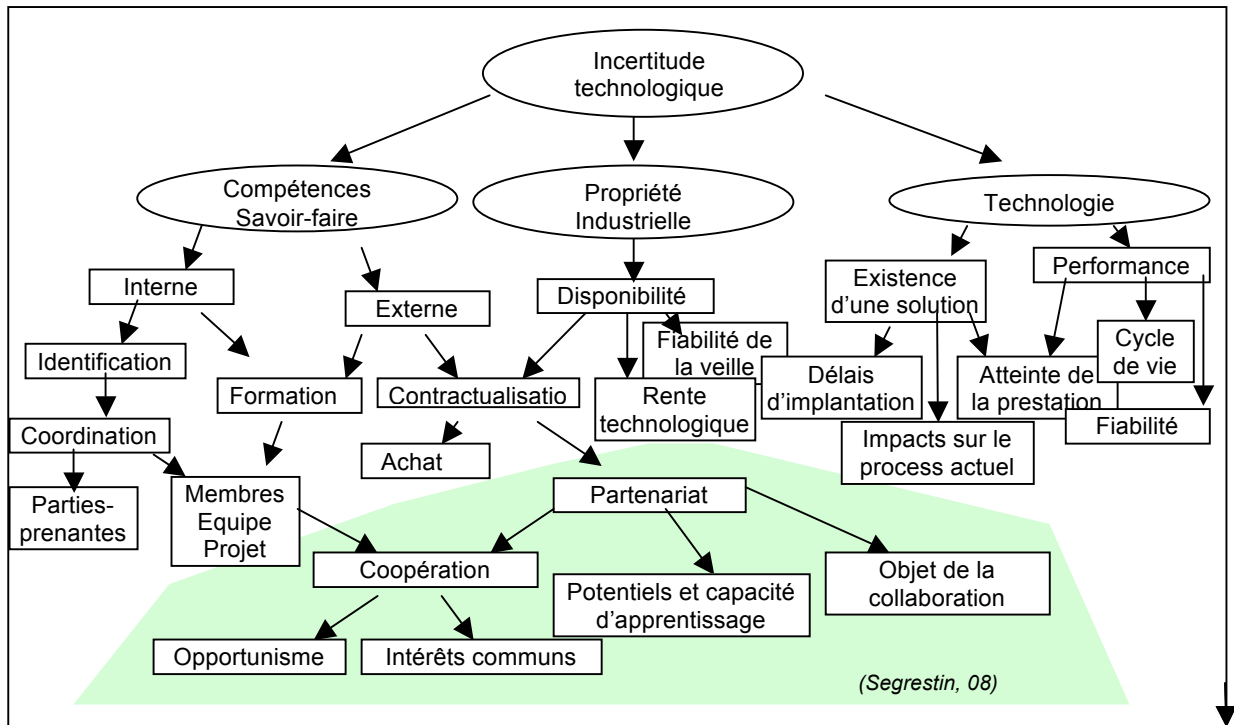 Incertitude
technologique
Compétences
Savoir-faire
Propriété
Industrielle
Technologie
Interne
Externe
Disponibilité
Existence
d'une solution
Performance
Identification
Formation
Contractualisatio
Fiabilité de
la veille
Rente
technologique
Délais
d'implantation
Atteinte de
la prestation
Cycle
de vie
Fiabilité
Coordination
Achat
Impacts sur le
process actuel
Parties-
prenantes
Membres
Equipe
Projet
Partenariat
Coopération
Potentiels et capacité
d'apprentissage
Objet de la
collaboration
Opportunisme
Intérêts communs
(Segrestin, 08)